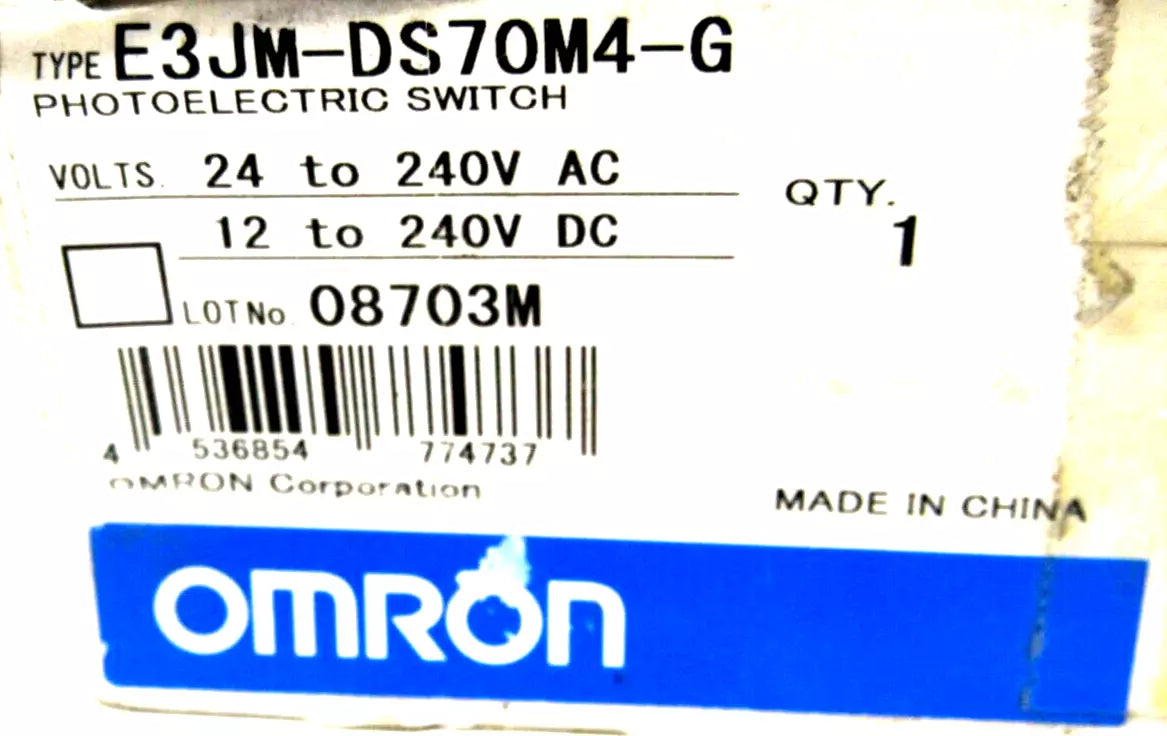 TYPE E3JM-DS70M4-G
PHOTOELECTRIC SWITCH
VOLTS. 24 to 240V AC
12 to 240V DC
QTY.
1
LOT No. 08703M
4 536854 774737
OMRON Corporation
MADE IN CHINA
OMRON